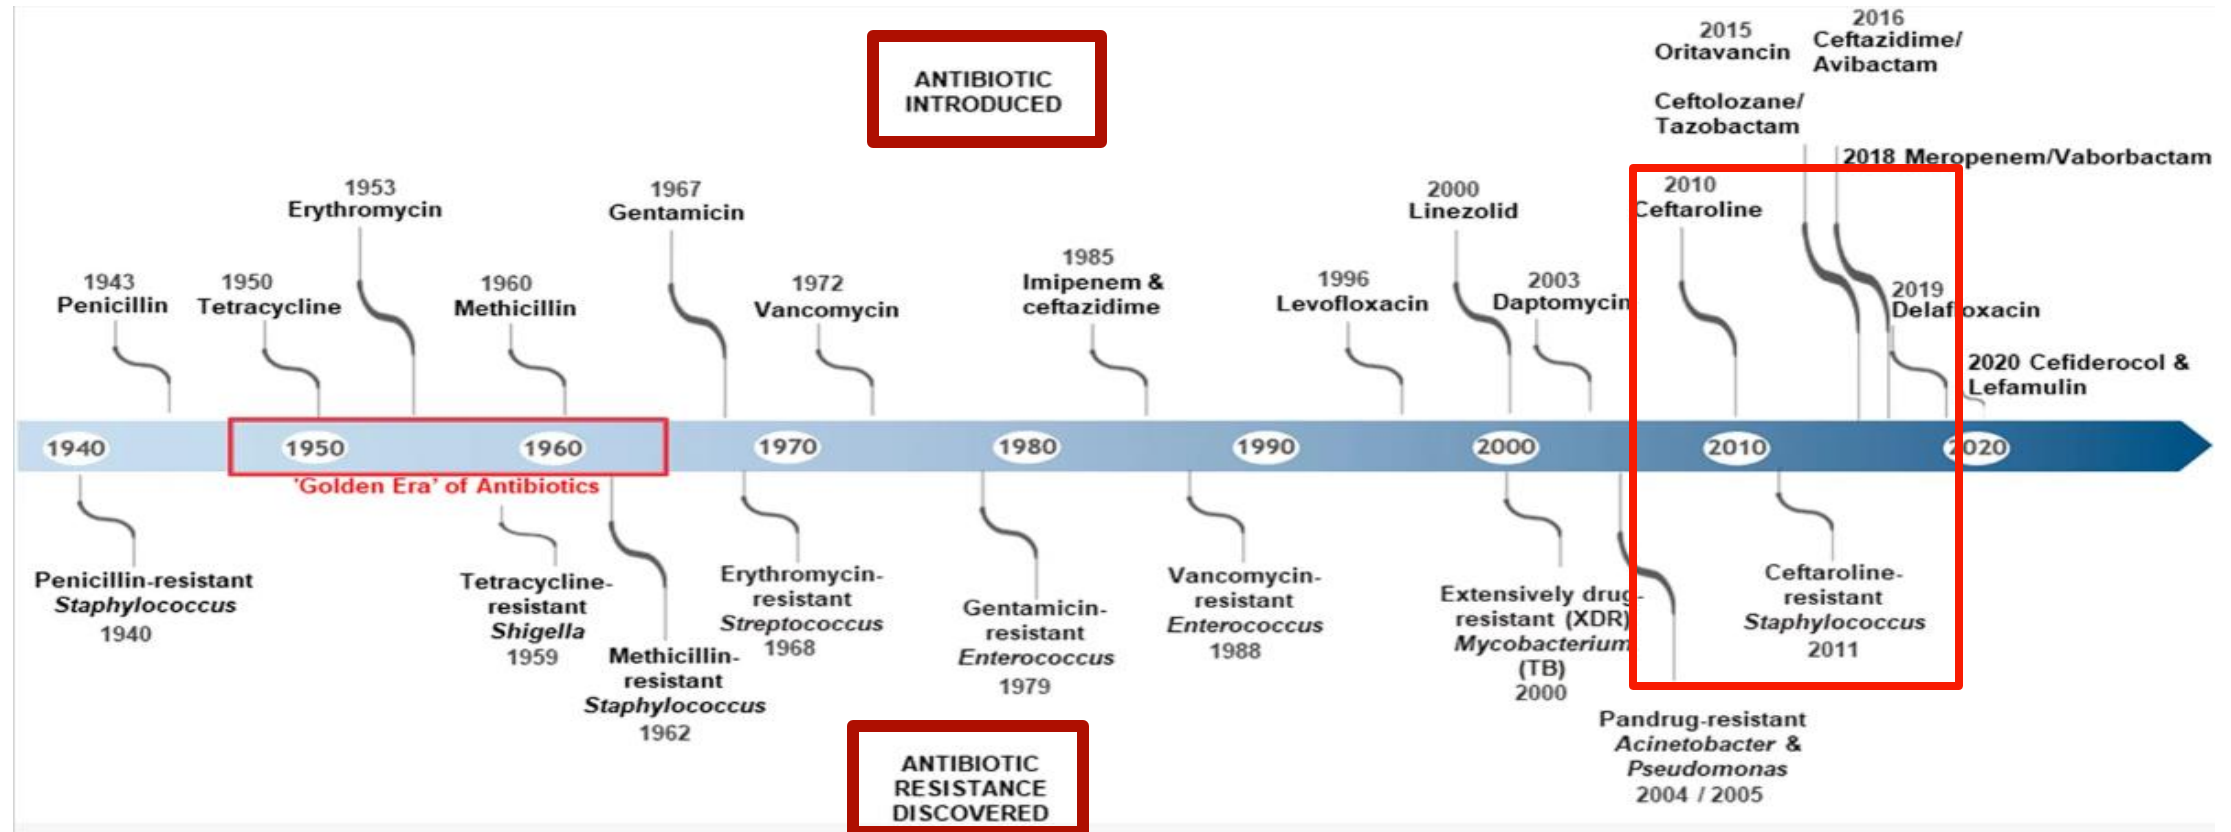 ANTIBIOTIC
INTRODUCED
1943
Penicillin
1950
Tetracycline
1953
Erythromycin
1960
Methicillin
1967
Gentamicin
1972
Vancomycin
1985
Imipenem &
ceftazidime
1996
Levofloxacin
2000
Linezolid
2003
Daptomycin
2010
Ceftaroline
2015
Oritavancin
Ceftolozane/
Tazobactam
2016
Ceftazidime/
Avibactam
2018 Meropenem/Vaborbactam
2019
Delafloxacin
2020 Cefiderocol &
Lefamulin
1940
1950
1960
1970
1980
1990
2000
2010
2020
'Golden Era' of Antibiotics
Penicillin-resistant
Staphylococcus
1940
Tetracycline-
resistant
Shigella
1959
Methicillin-
resistant
Staphylococcus
1962
Erythromycin-
resistant
Streptococcus
1968
Gentamicin-
resistant
Enterococcus
1979
Vancomycin-
resistant
Enterococcus
1988
Extensively drug-
resistant (XDR)
Mycobacterium
(TB)
2000
Pandrug-resistant
Acinetobacter &
Pseudomonas
2004 / 2005
Ceftaroline-
resistant
Staphylococcus
2011
ANTIBIOTIC
RESISTANCE
DISCOVERED